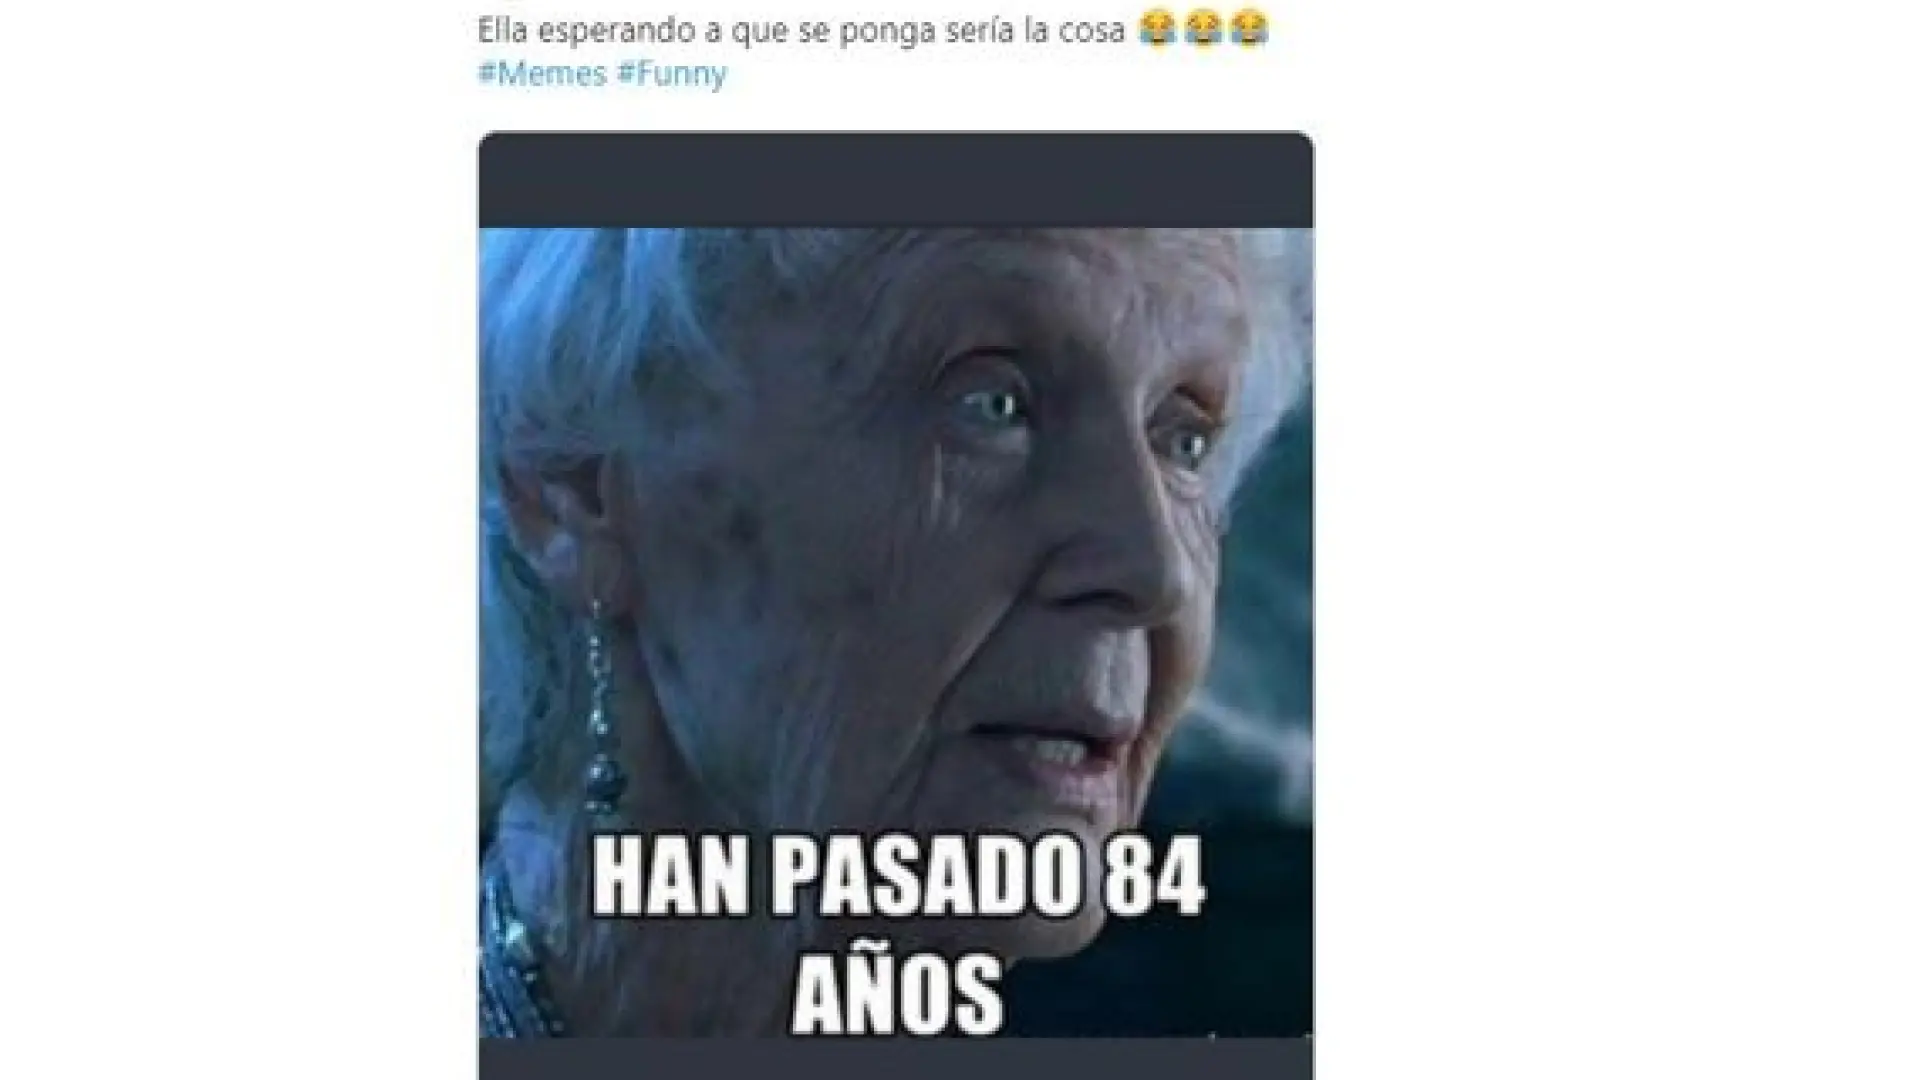 Ella esperando a que se ponga sería la cosa 😂😂😂
#Memes #Funny
HAN PASADO 84
AÑOS